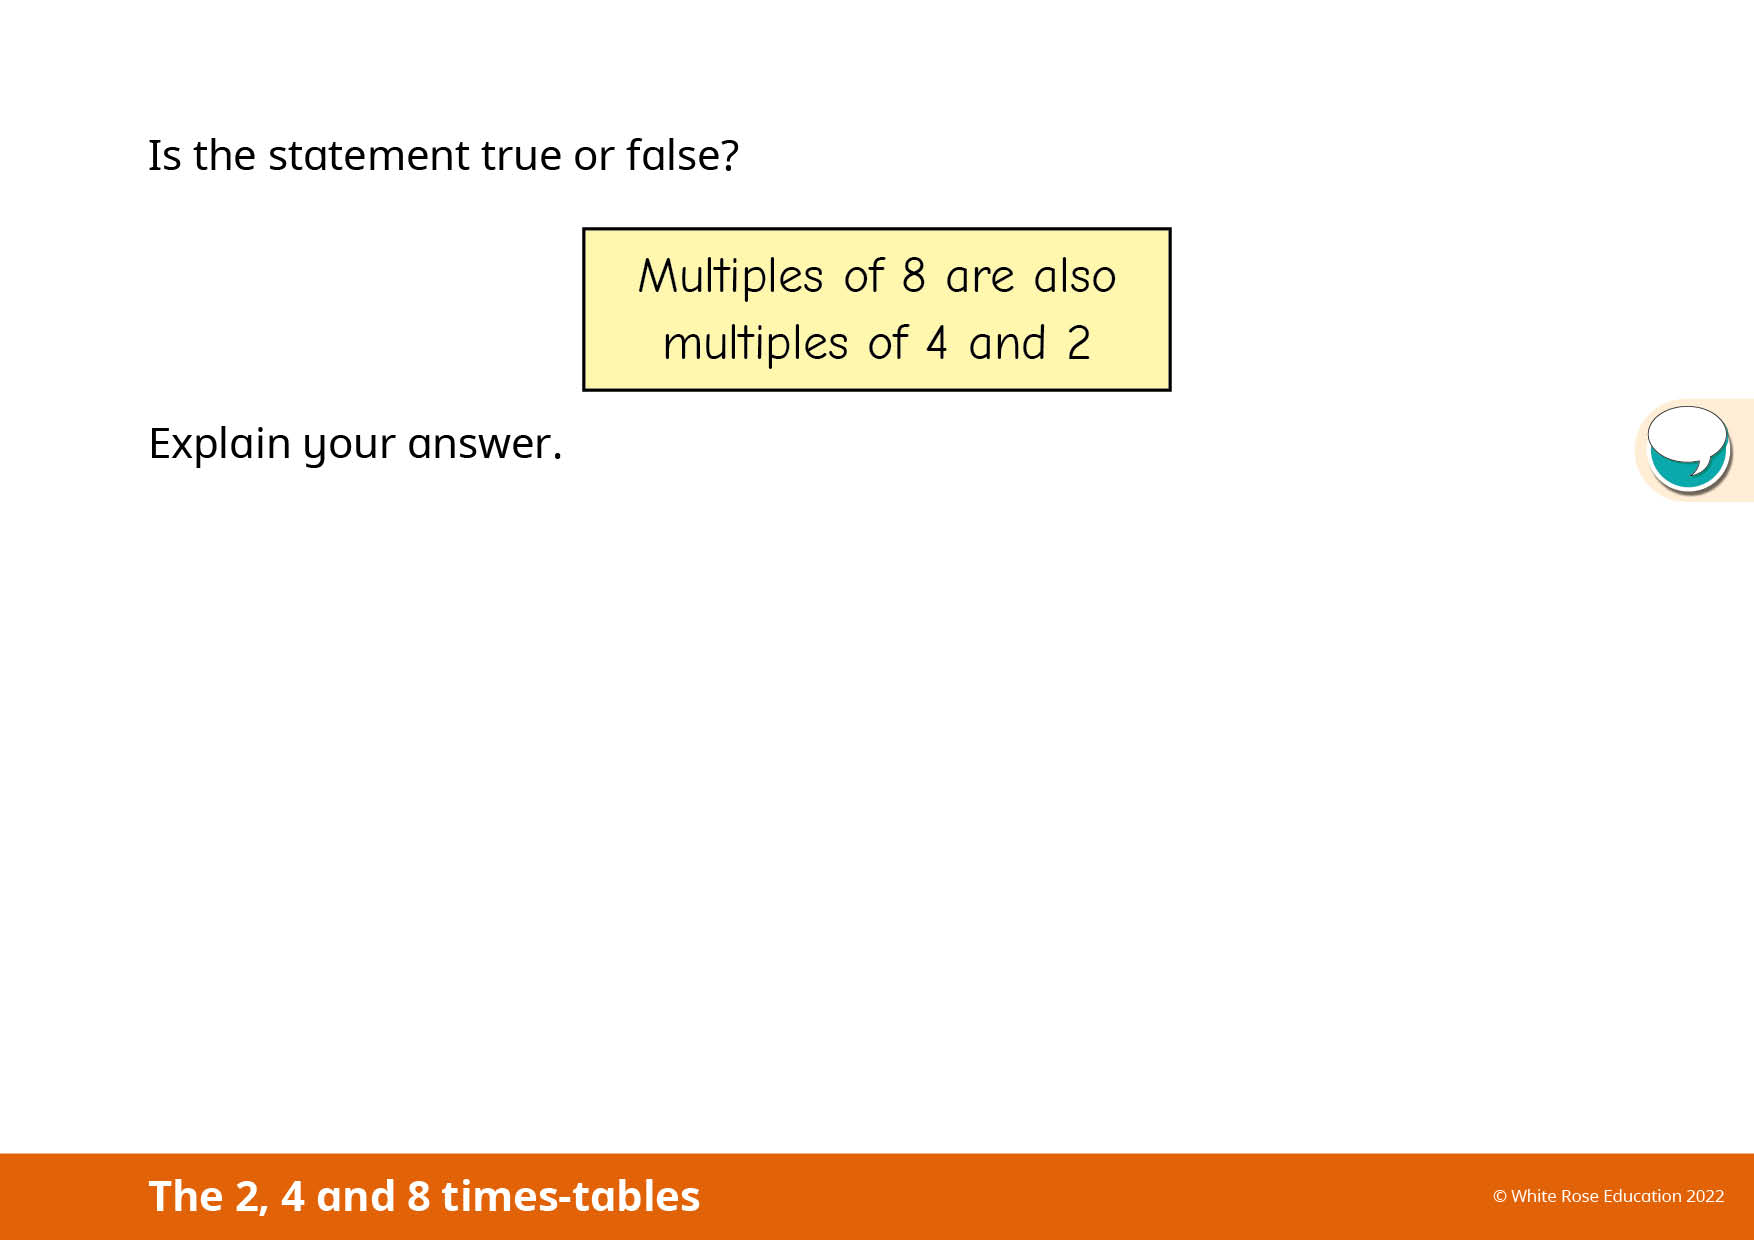 Is the statement true or false?
Multiples of 8 are also
multiples of 4 and 2
Explain your answer.
The 2, 4 and 8 times-tables
© White Rose Education 2022